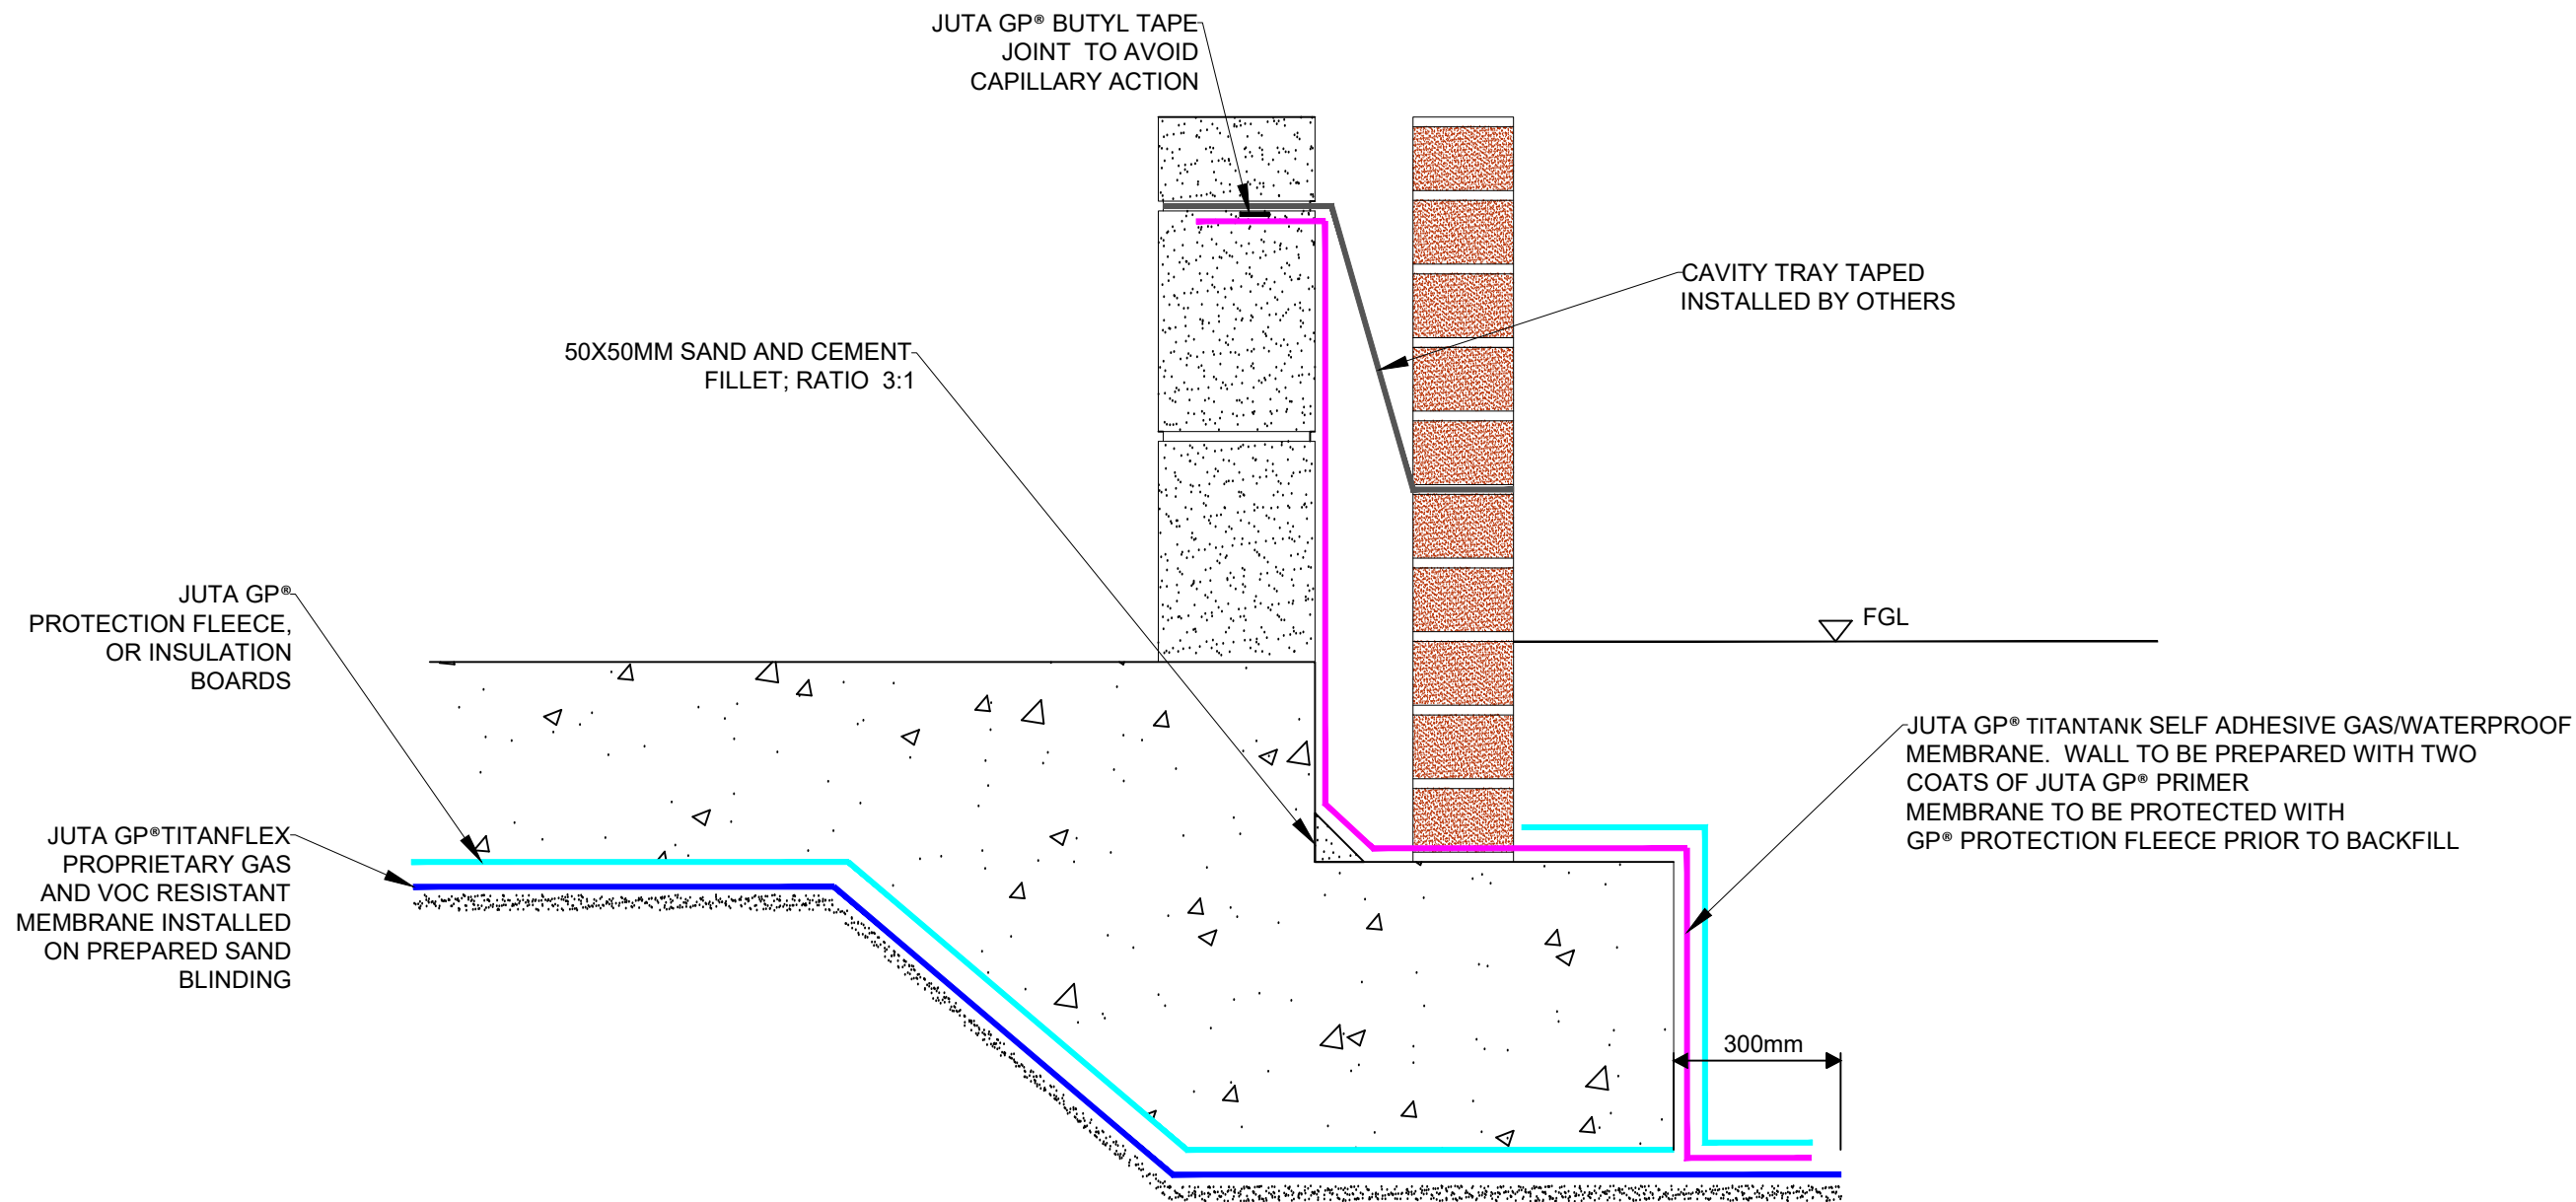 JUTA GP® BUTYL TAPE
JOINT TO AVOID
CAPILLARY ACTION
CAVITY TRAY TAPED
INSTALLED BY OTHERS
50X50MM SAND AND CEMENT
FILLET; RATIO 3:1
JUTA GP®
PROTECTION FLEECE,
OR INSULATION
BOARDS
FGL
JUTA GP® TITANTANK SELF ADHESIVE GAS/WATERPROOF
MEMBRANE. WALL TO BE PREPARED WITH TWO
COATS OF JUTA GP® PRIMER
MEMBRANE TO BE PROTECTED WITH
GP® PROTECTION FLEECE PRIOR TO BACKFILL
JUTA GP®TITANFLEX
PROPRIETARY GAS
AND VOC RESISTANT
MEMBRANE INSTALLED
ON PREPARED SAND
BLINDING
300mm